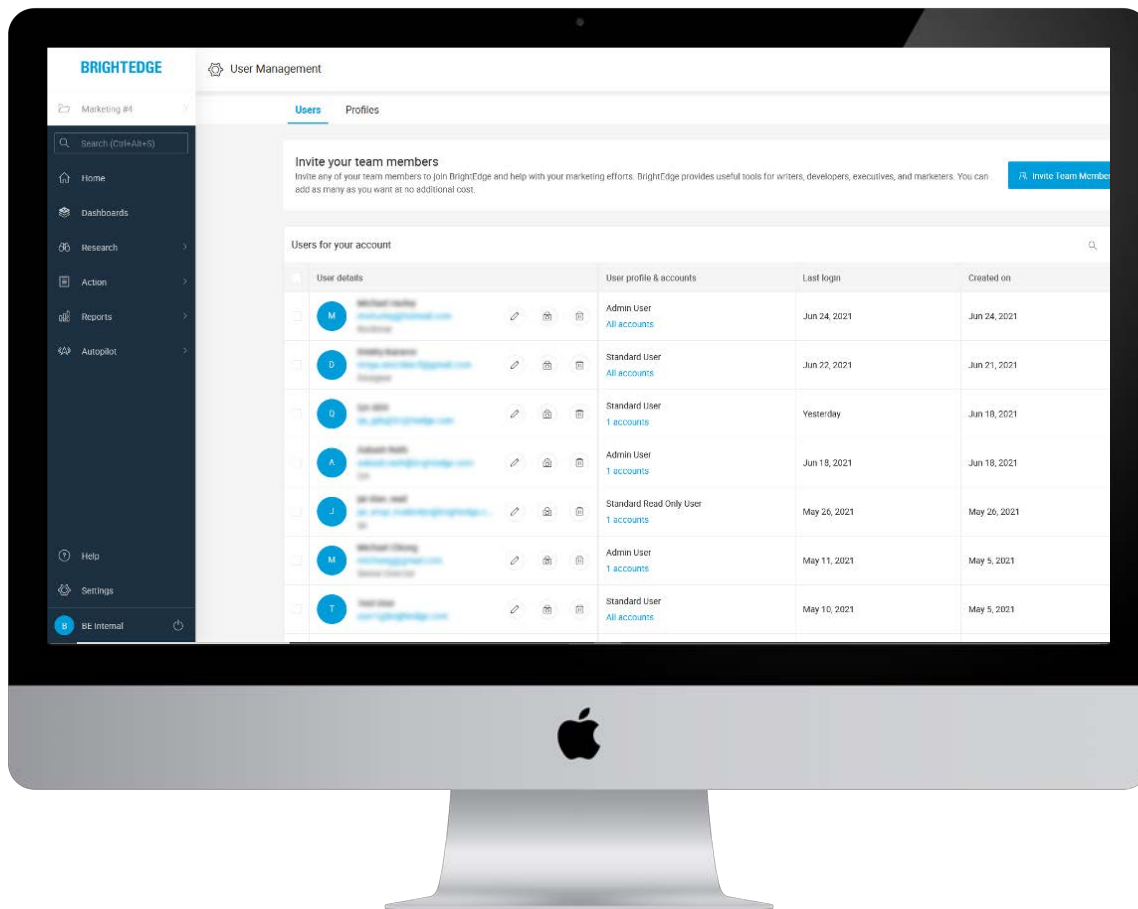 BRIGHTEDGE
User Management
Marketing #4
Users Profiles
Search (Ctrl+Alt+S)
Home
Dashboards
Research
Action
Reports
Autopilot
Help
Settings
B BE Internal
Invite your team members
Invite any of your team members to join BrightEdge and help with your marketing efforts. BrightEdge provides useful tools for writers, developers, executives, and marketers. You can
add as many as you want at no additional cost.
Invite Team Member
Users for your account
User details User profile & accounts Last login Created on
M Admin User Jun 24, 2021 Jun 24, 2021
All accounts
D Standard User Jun 22, 2021 Jun 21, 2021
All accounts
Standard User Yesterday Jun 18, 2021
1 accounts
A Admin User Jun 18, 2021 Jun 18, 2021
1 accounts
J Standard Read Only User May 26, 2021 May 26, 2021
1 accounts
M Admin User May 11, 2021 May 5, 2021
1 accounts
T Standard User May 10, 2021 May 5, 2021
All accounts